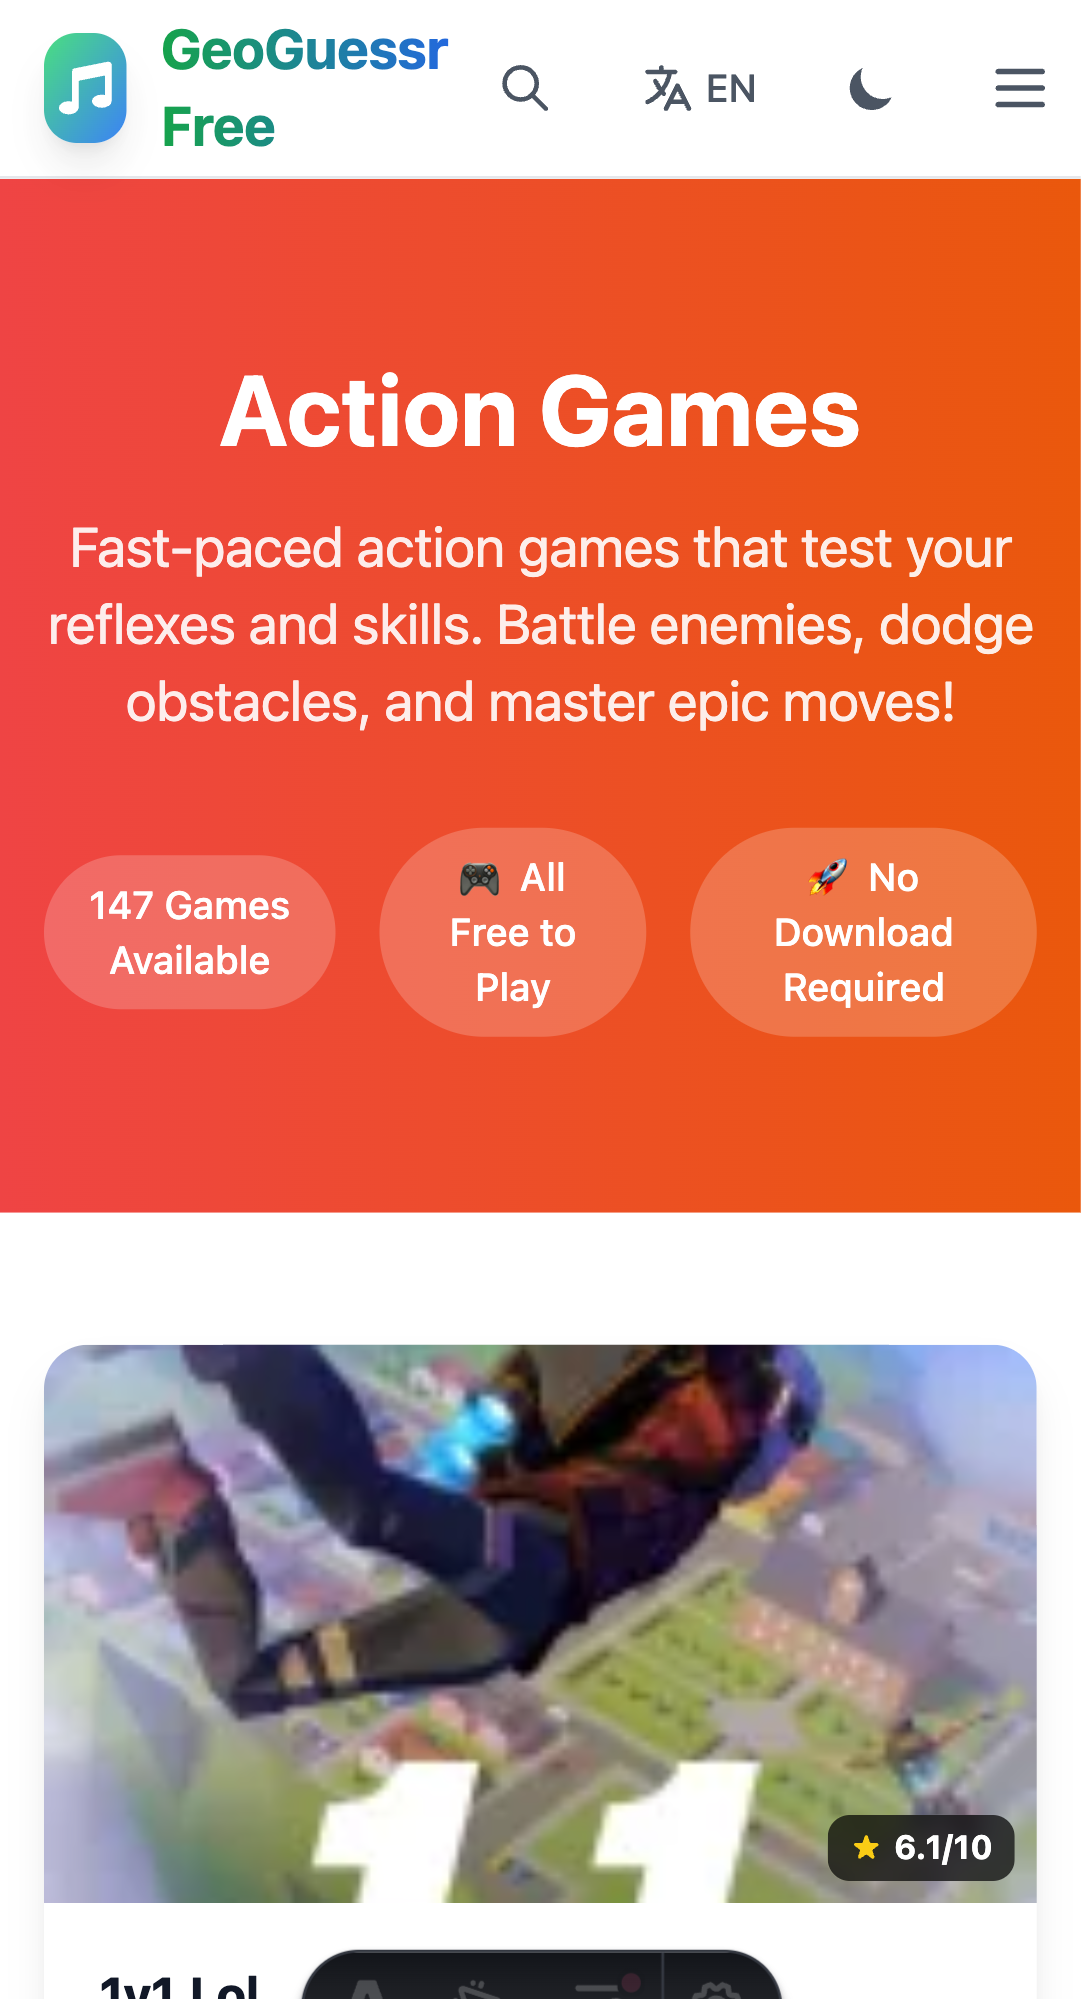 GeoGuessr
Free
EN
Action Games
Fast-paced action games that test your
reflexes and skills. Battle enemies, dodge
obstacles, and master epic moves!
147 Games
Available
🎮 All
Free to
Play
🚀 No
Download
Required
1 1
★ 6.1/10
1v1 Lol